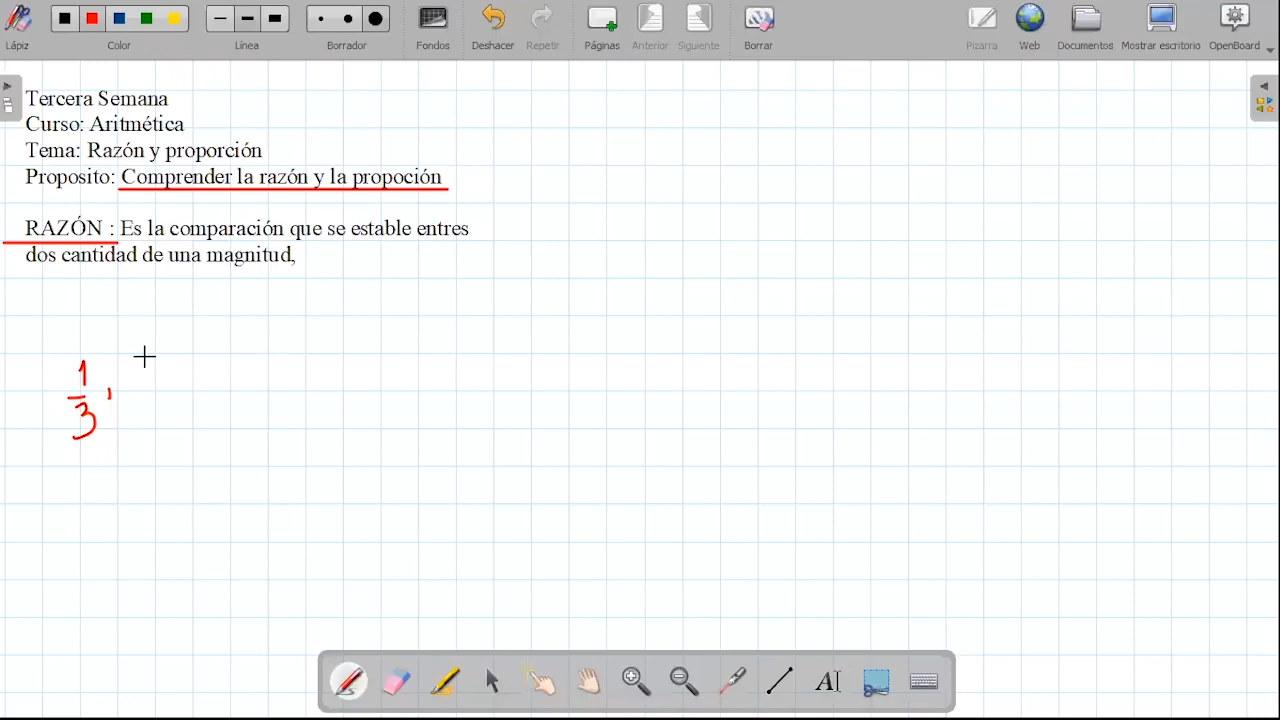 Lápiz Color Línea Borrador Fondos Deshacer Repetir Páginas Anterior Siguiente Borrar Pizarra Web Documentos Mostrar escritorio OpenBoard
Tercera Semana
Curso: Aritmética
Tema: Razón y proporción
Proposito: Comprender la razón y la propoción
RAZÓN : Es la comparación que se estable entres
dos cantidad de una magnitud,
1
3 ,
AI